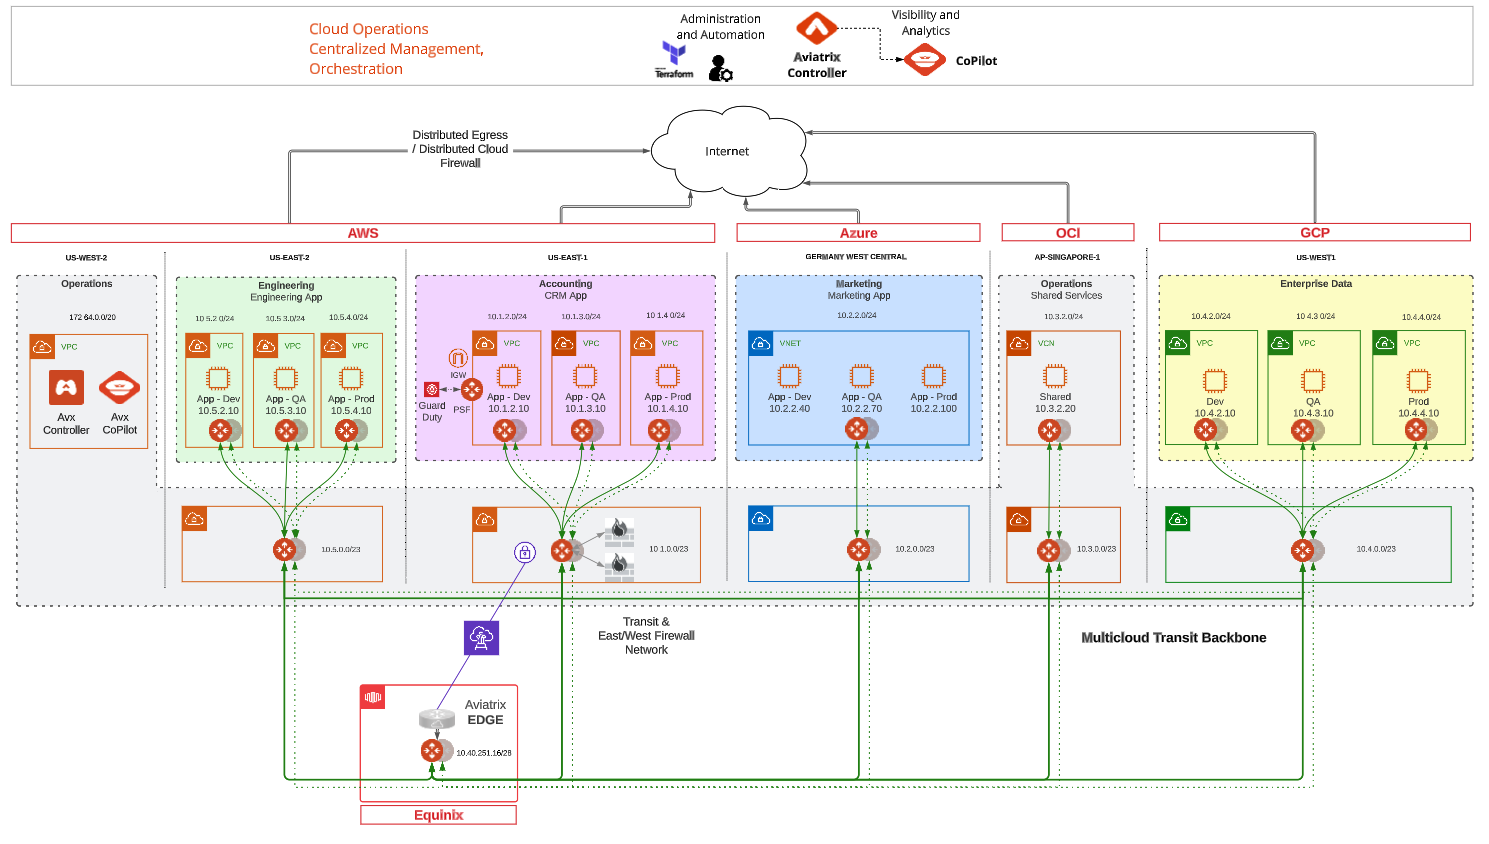 Cloud Operations
Centralized Management,
Orchestration
Administration
and Automation
Terraform
Aviatrix
Controller
Visibility and
Analytics
CoPilot
Distributed Egress
/ Distributed Cloud
Firewall
Internet
AWS
Azure
OCI
GCP
US-WEST-2
US-EAST-2
US-EAST-1
GERMANY WEST CENTRAL
AP-SINGAPORE-1
US-WEST1
Operations
172 64.0.0/20
VPC
Avx
Controller
Avx
CoPilot
Engineering
Engineering App
10 5.2 0/24
10.5 3.0/24
10.5.4.0/24
VPC
VPC
VPC
App - Dev
10.5.2.10
App - QA
10.5.3.10
App - Prod
10.5.4.10
Accounting
CRM App
10.1.2.0/24
10.1.3.0/24
10 1.4 0/24
VPC
VPC
VPC
IGW
Guard
Duty
PSF
App - Dev
10.1.2.10
App - QA
10.1.3.10
App - Prod
10.1.4.10
Marketing
Marketing App
10.2.2.0/24
VNET
App - Dev
10.2.2.40
App - QA
10.2.2.70
App - Prod
10.2.2.100
Operations
Shared Services
10.3.2.0/24
VCN
Shared
10.3.2.20
Enterprise Data
10.4.2.0/24
10 4.3 0/24
10.4.4.0/24
VPC
VPC
VPC
Dev
10.4.2.10
QA
10.4.3.10
Prod
10.4.4.10
10.5.0.0/23
10 1.0.0/23
10.2.0.0/23
10.3.0.0/23
10.4.0.0/23
Transit &
East/West Firewall
Network
Multicloud Transit Backbone
Aviatrix
EDGE
10.40.251.16/28
Equinix